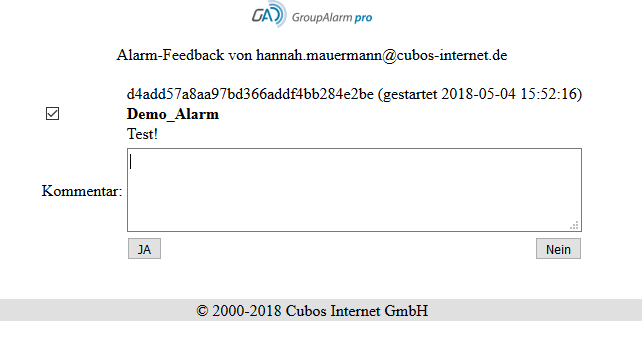 GroupAlarm pro
Alarm-Feedback von hannah.mauermann@cubos-internet.de
d4add57a8aa97bd366addf4bb284e2be (gestartet 2018-05-04 15:52:16)
Demo_Alarm
Test!
Kommentar:
JA Nein
© 2000-2018 Cubos Internet GmbH